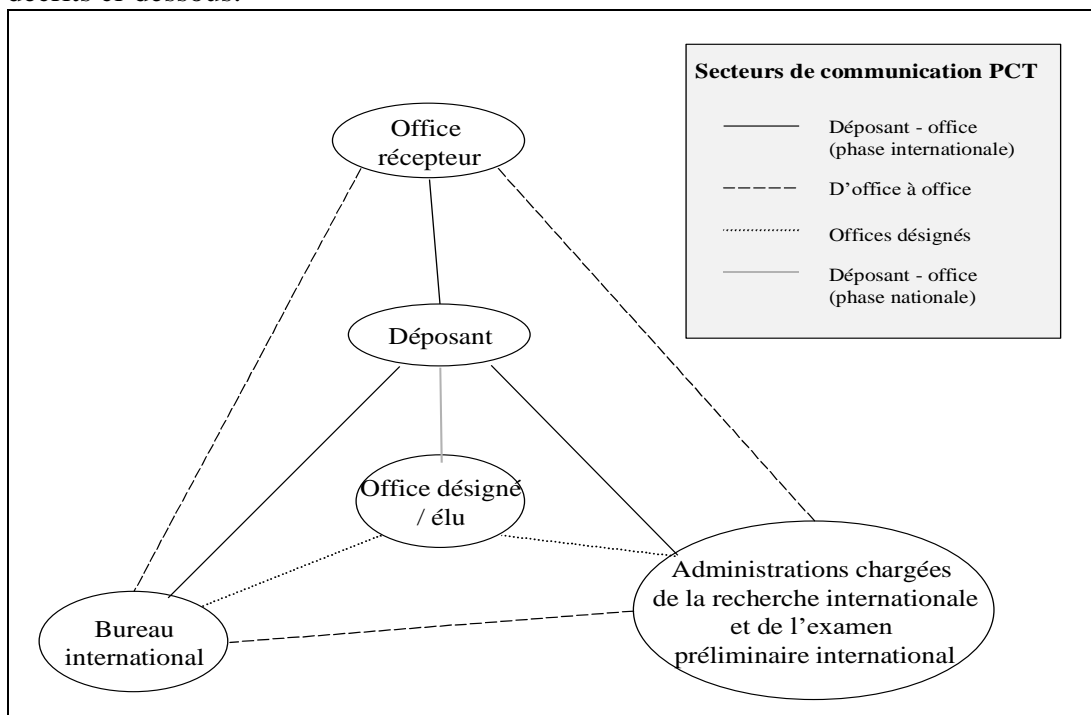 Secteurs de communication PCT
Déposant - office
(phase internationale)
D’office à office
Offices désignés
Déposant - office
(phase nationale)
Office
récepteur
Déposant
Office désigné
/ élu
Bureau
international
Administrations chargées
de la recherche internationale
et de l’examen
préliminaire international